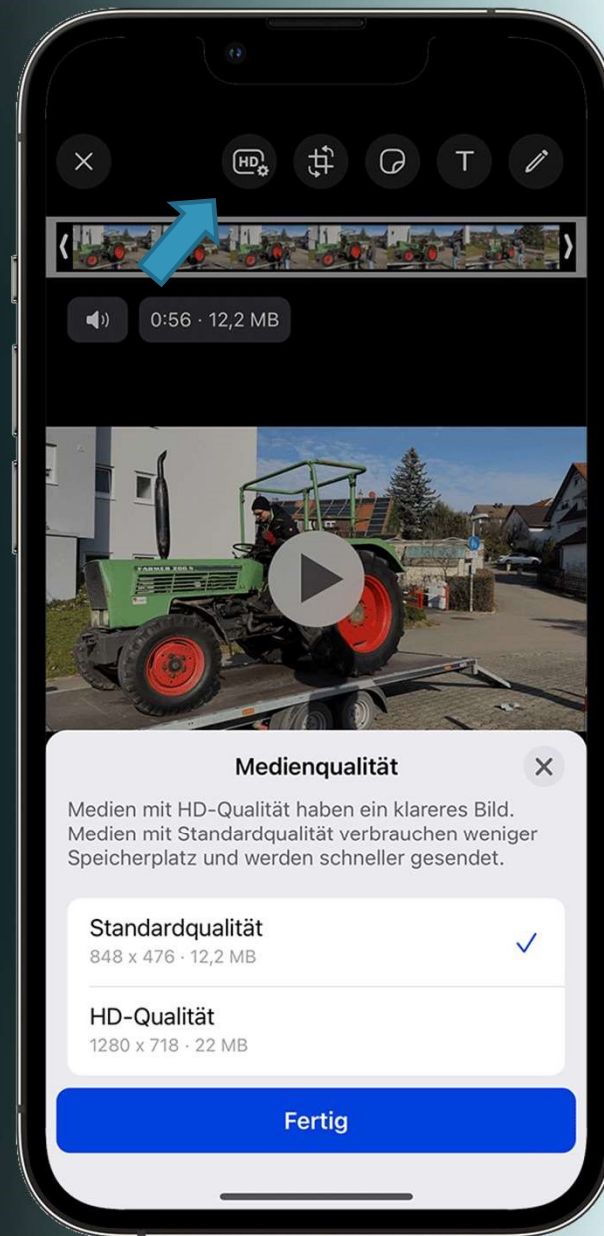 HD
T
0:56 · 12,2 MB
FARMER 200 S
Medienqualität
Medien mit HD-Qualität haben ein klareres Bild.
Medien mit Standardqualität verbrauchen weniger
Speicherplatz und werden schneller gesendet.
Standardqualität
848 x 476 · 12,2 MB
HD-Qualität
1280 x 718 · 22 MB
Fertig